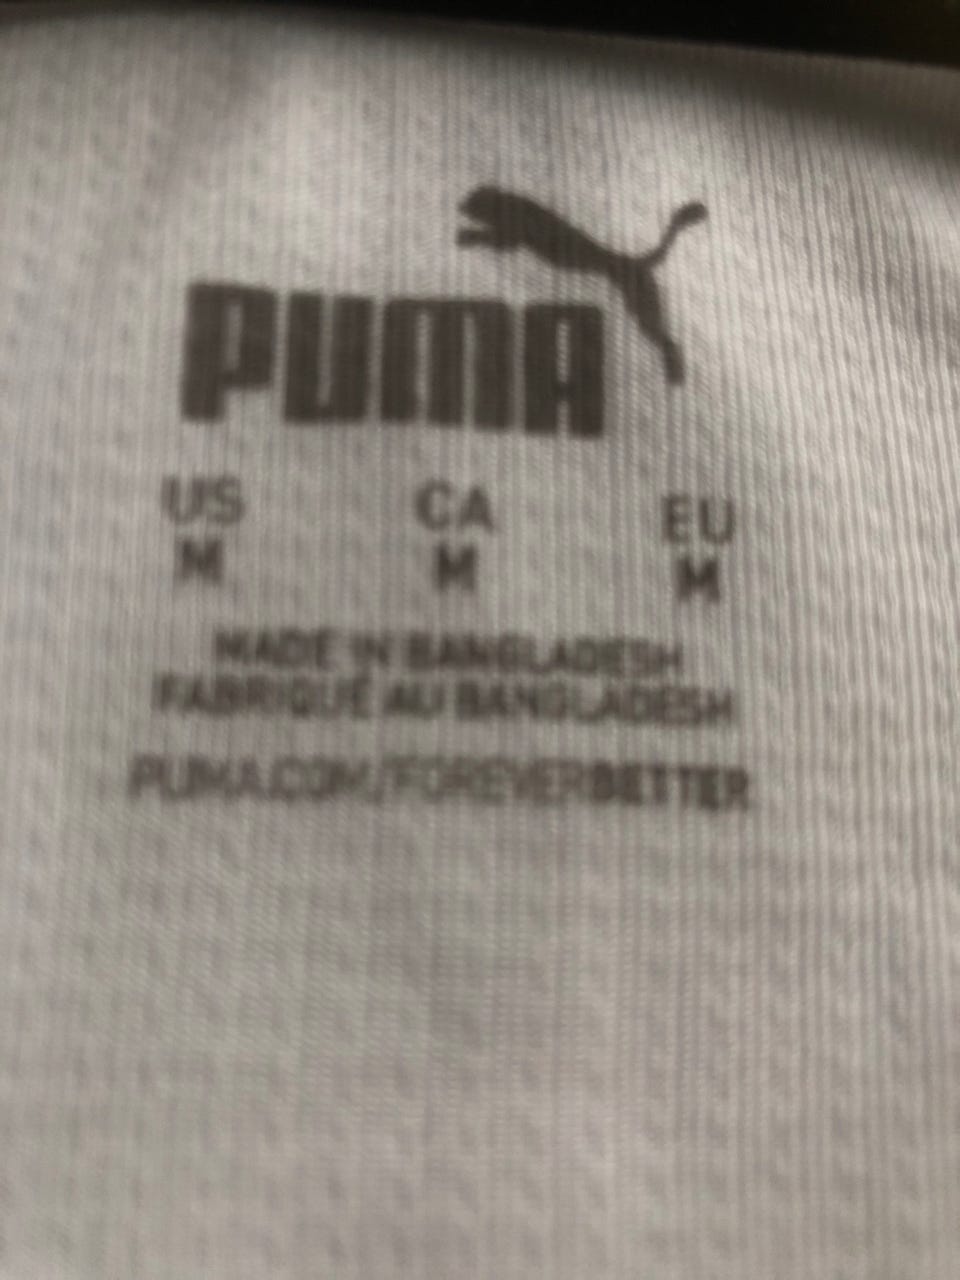 PUMA
US CA EU
M M M
MADE IN BANGLADESH
FABRIQUÉ AU BANGLADESH
PUMA.COM/FOREVERBETTER